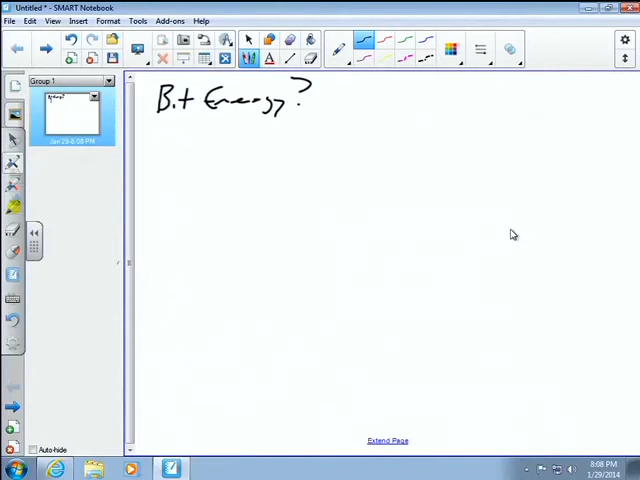 Untitled * - SMART Notebook
File Edit View Insert Format Tools Add-ons Help
Group 1
Jan 29-8:08 PM
Bit Energy?
Extend Page
Auto-hide
8:08 PM
1/29/2014